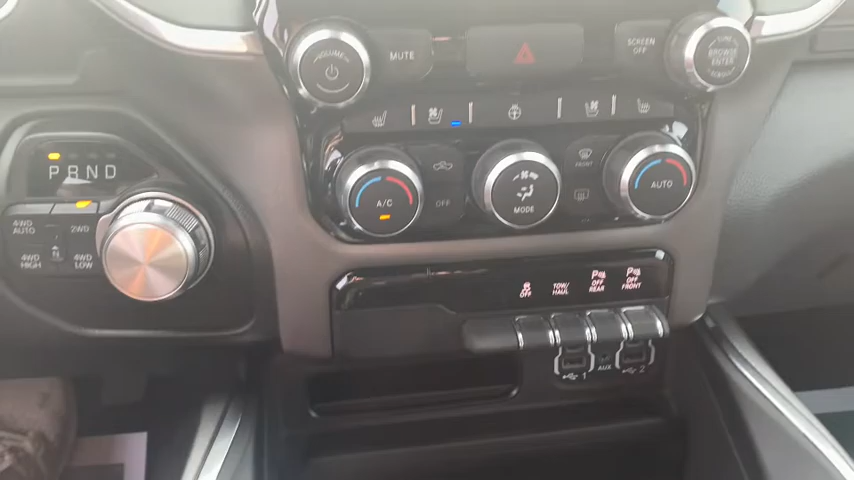 VOLUME
MUTE
SCREEN
OFF
TUNE
BROWSE
ENTER
P R N D
4WD
AUTO
2WD
4WD
HIGH
N
4WD
LOW
A/C
OFF
MODE
FRONT
AUTO
OFF
TOW/
HAUL
P
OFF
REAR
P
OFF
FRONT
1
AUX
2